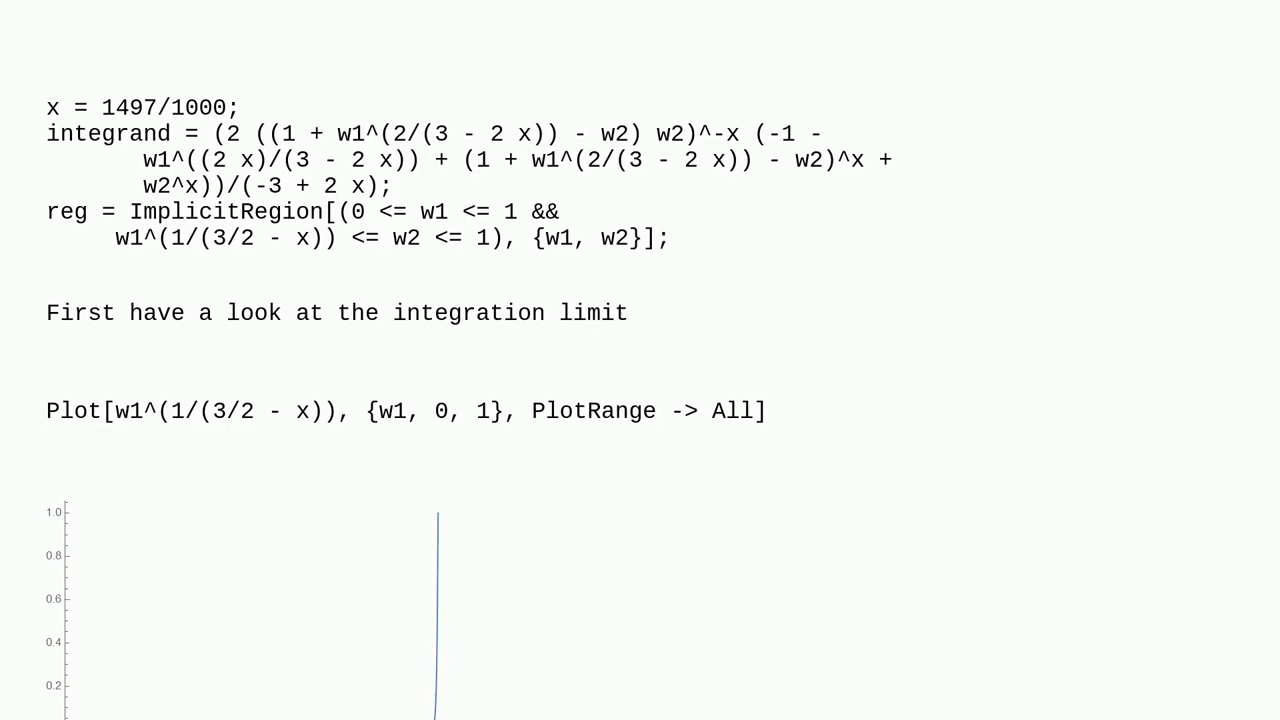 x = 1497/1000;
integrand = (2 ((1 + w1^(2/(3 - 2 x)) - w2) w2)^-x (-1 -
w1^((2 x)/(3 - 2 x)) + (1 + w1^(2/(3 - 2 x)) - w2)^x +
w2^x))/(-3 + 2 x);
reg = ImplicitRegion[(0 <= w1 <= 1 &&
w1^(1/(3/2 - x)) <= w2 <= 1), {w1, w2}];
First have a look at the integration limit
Plot[w1^(1/(3/2 - x)), {w1, 0, 1}, PlotRange -> All]
1.0
0.8
0.6
0.4
0.2